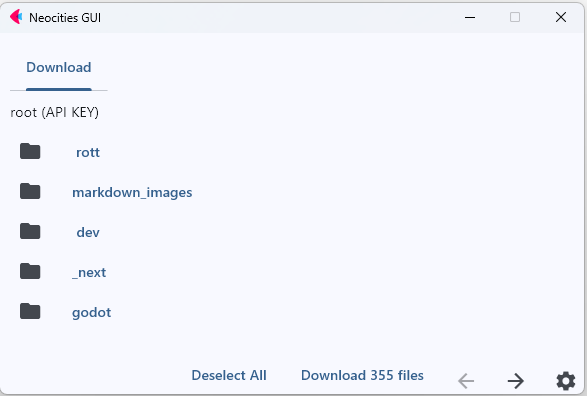 Neocities GUI
Download
root (API KEY)
rott
markdown_images
dev
_next
godot
Deselect All Download 355 files